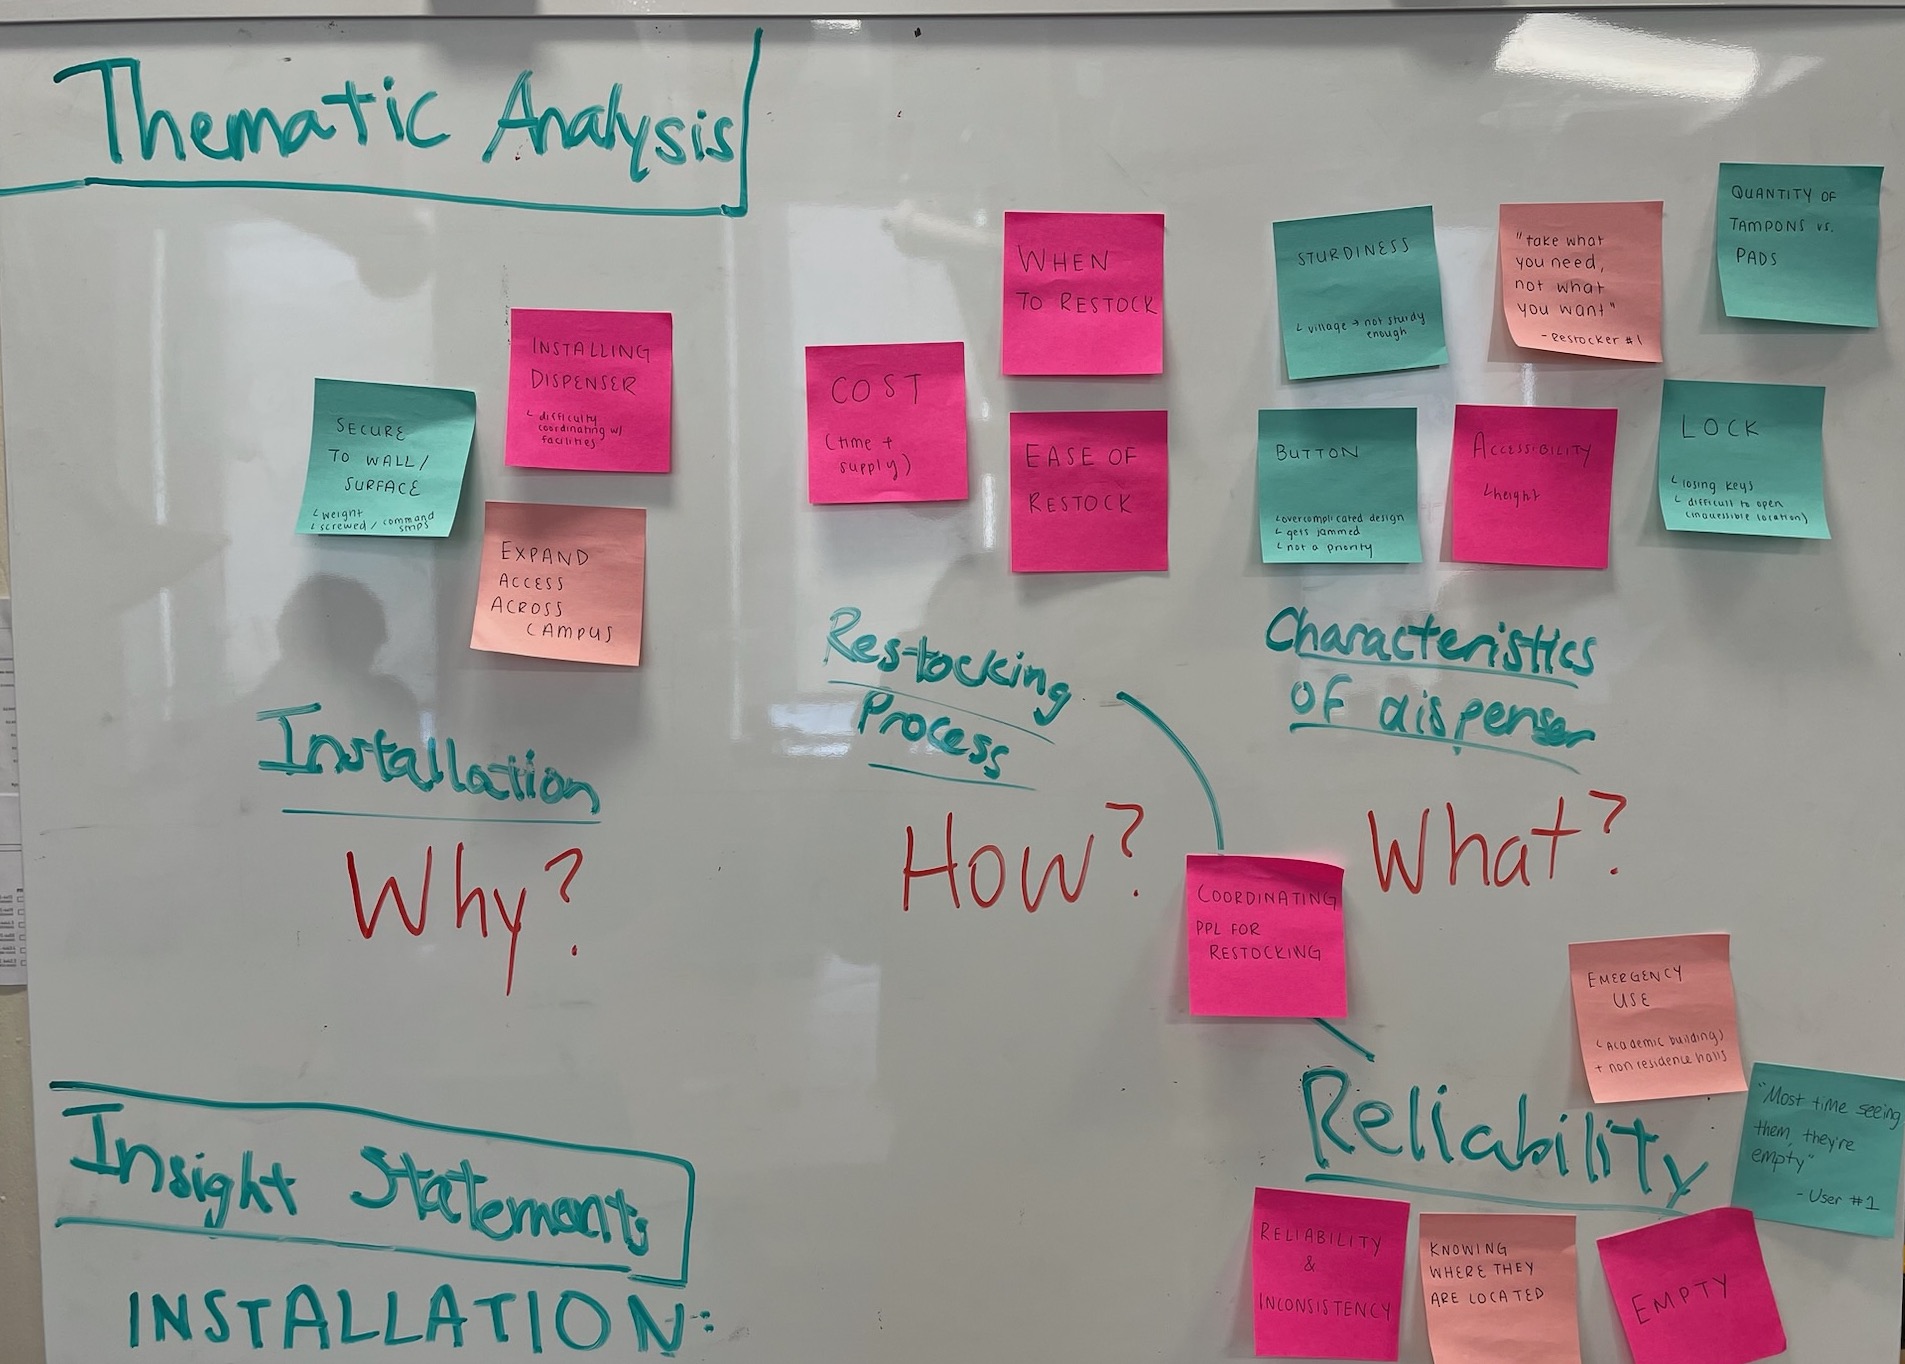 Thematic Analysis
SECURE
TO WALL/
SURFACE
↳ weight
↳ screwed / command
strips
INSTALLING
DISPENSER
↳ difficulty
coordinating w/
facilities
EXPAND
ACCESS
ACROSS
CAMPUS
Installation
Why?
COST
(time +
supply)
WHEN
TO RESTOCK
EASE OF
RESTOCK
Restocking
Process
How?
STURDINESS
↳ village → not sturdy
enough
"take what
you need,
not what
you want"
- Restocker #1
QUANTITY OF
TAMPONS vs.
PADS
BUTTON
↳ overcomplicated design
↳ gets jammed
↳ not a priority
ACCESSIBILITY
↳ height
LOCK
↳ losing keys
↳ difficult to open
(inaccessible location)
Characteristics
of dispenser
What?
COORDINATING
PPL FOR
RESTOCKING
EMERGENCY
USE
↳ Academic buildings
+ non residence halls
Reliability
"Most time seeing
them, they're
empty"
- User #1
RELIABILITY
&
INCONSISTENCY
KNOWING
WHERE THEY
ARE LOCATED
EMPTY
Insight Statements
INSTALLATION: